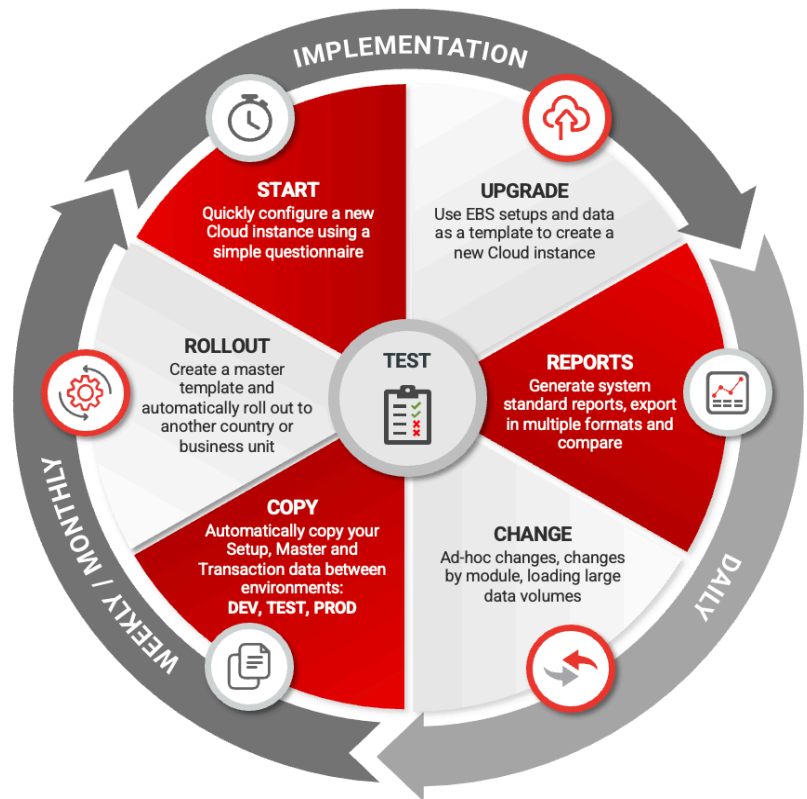 IMPLEMENTATION
START
Quickly configure a new
Cloud instance using a
simple questionnaire
UPGRADE
Use EBS setups and data
as a template to create a
new Cloud instance
ROLLOUT
Create a master
template and
automatically roll out to
another country or
business unit
TEST
REPORTS
Generate system
standard reports, export
in multiple formats and
compare
COPY
Automatically copy your
Setup, Master and
Transaction data between
environments:
DEV, TEST, PROD
CHANGE
Ad-hoc changes, changes
by module, loading large
data volumes
WEEKLY / MONTHLY
DAILY